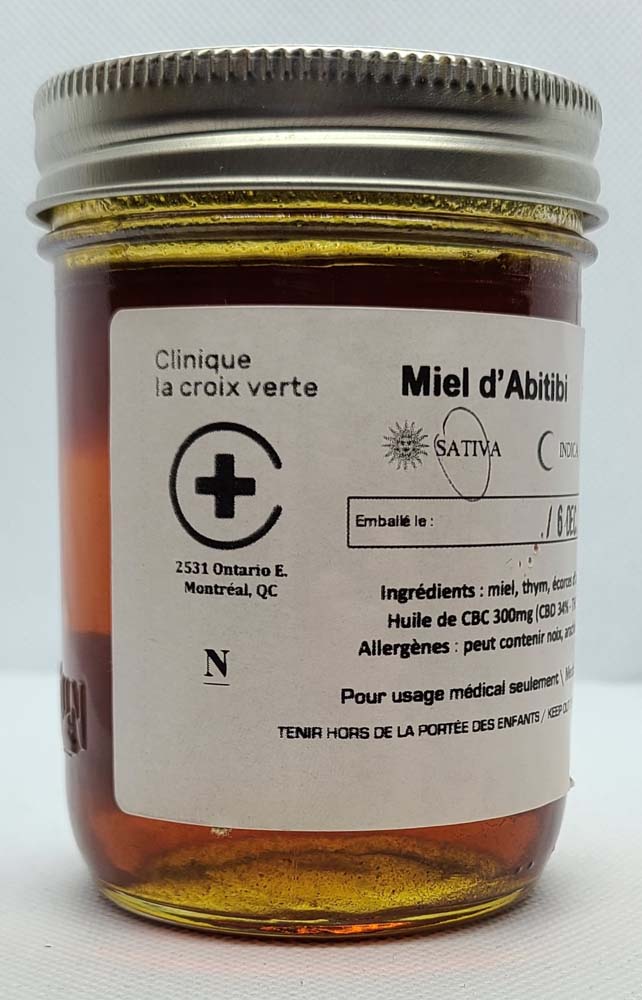 Clinique
la croix verte
2531 Ontario E.
Montréal, QC
N
Miel d'Abitibi
SATIVA
INDICA
Emballé le :
Ingrédients : miel, thym, écorces
Huile de CBC 300mg (CBD 34% -
Allergènes : peut contenir noix,
Pour usage médical seulement \
TENIR HORS DE LA PORTÉE DES ENFANTS / KEEP OUT